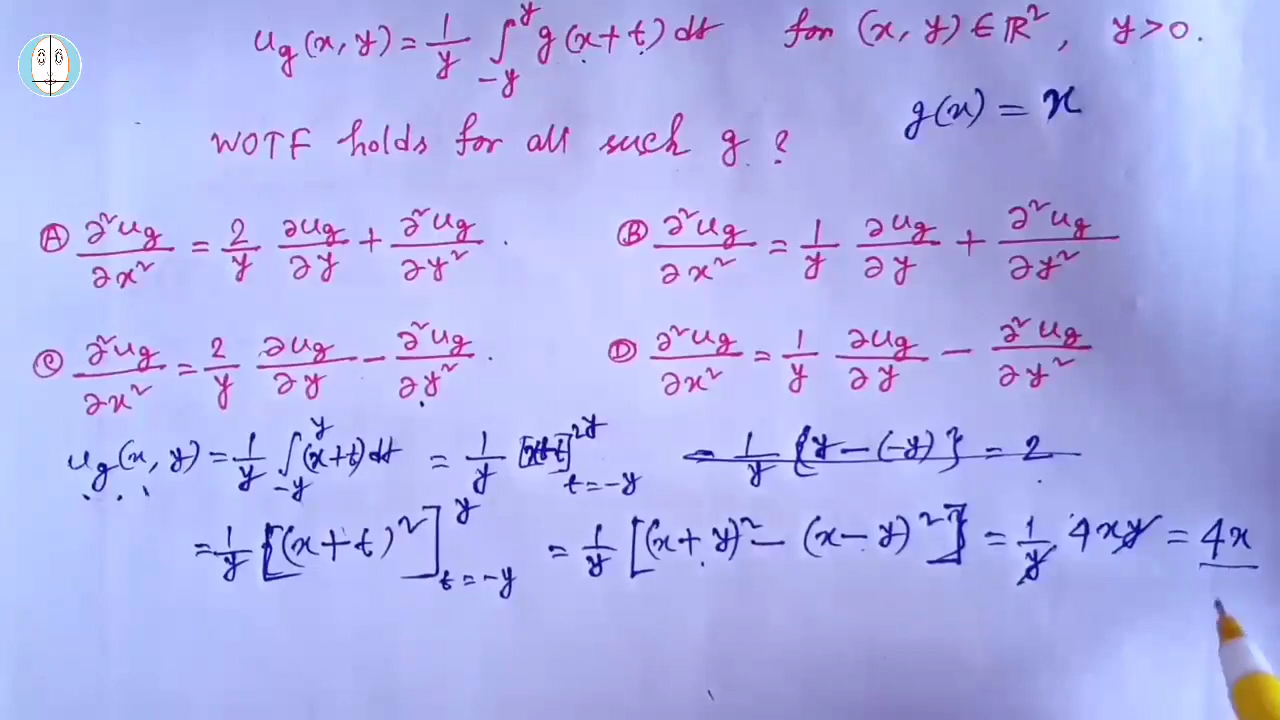 u_g(x, y) = 1/y ∫_{-y}^{y} g(x+t) dt for (x, y) ∈ ℝ², y > 0.
g(x) = x
WOTF holds for all such g ?
Ⓐ ∂²u_g/∂x² = 2/y ∂u_g/∂y + ∂²u_g/∂y² .
Ⓑ ∂²u_g/∂x² = 1/y ∂u_g/∂y + ∂²u_g/∂y²
Ⓒ ∂²u_g/∂x² = 2/y ∂u_g/∂y − ∂²u_g/∂y² .
Ⓓ ∂²u_g/∂x² = 1/y ∂u_g/∂y − ∂²u_g/∂y²
u_g(x, y) = 1/y ∫_{-y}^{y} (x+t) dt = 1/y [x+t]_{t=-y}^{2y} = 1/y {y − (−y)} = 2
= 1/y [(x+t)²]_{t=-y}^{y} = 1/y [(x+y)² − (x−y)²] = 1/y 4xy = 4x